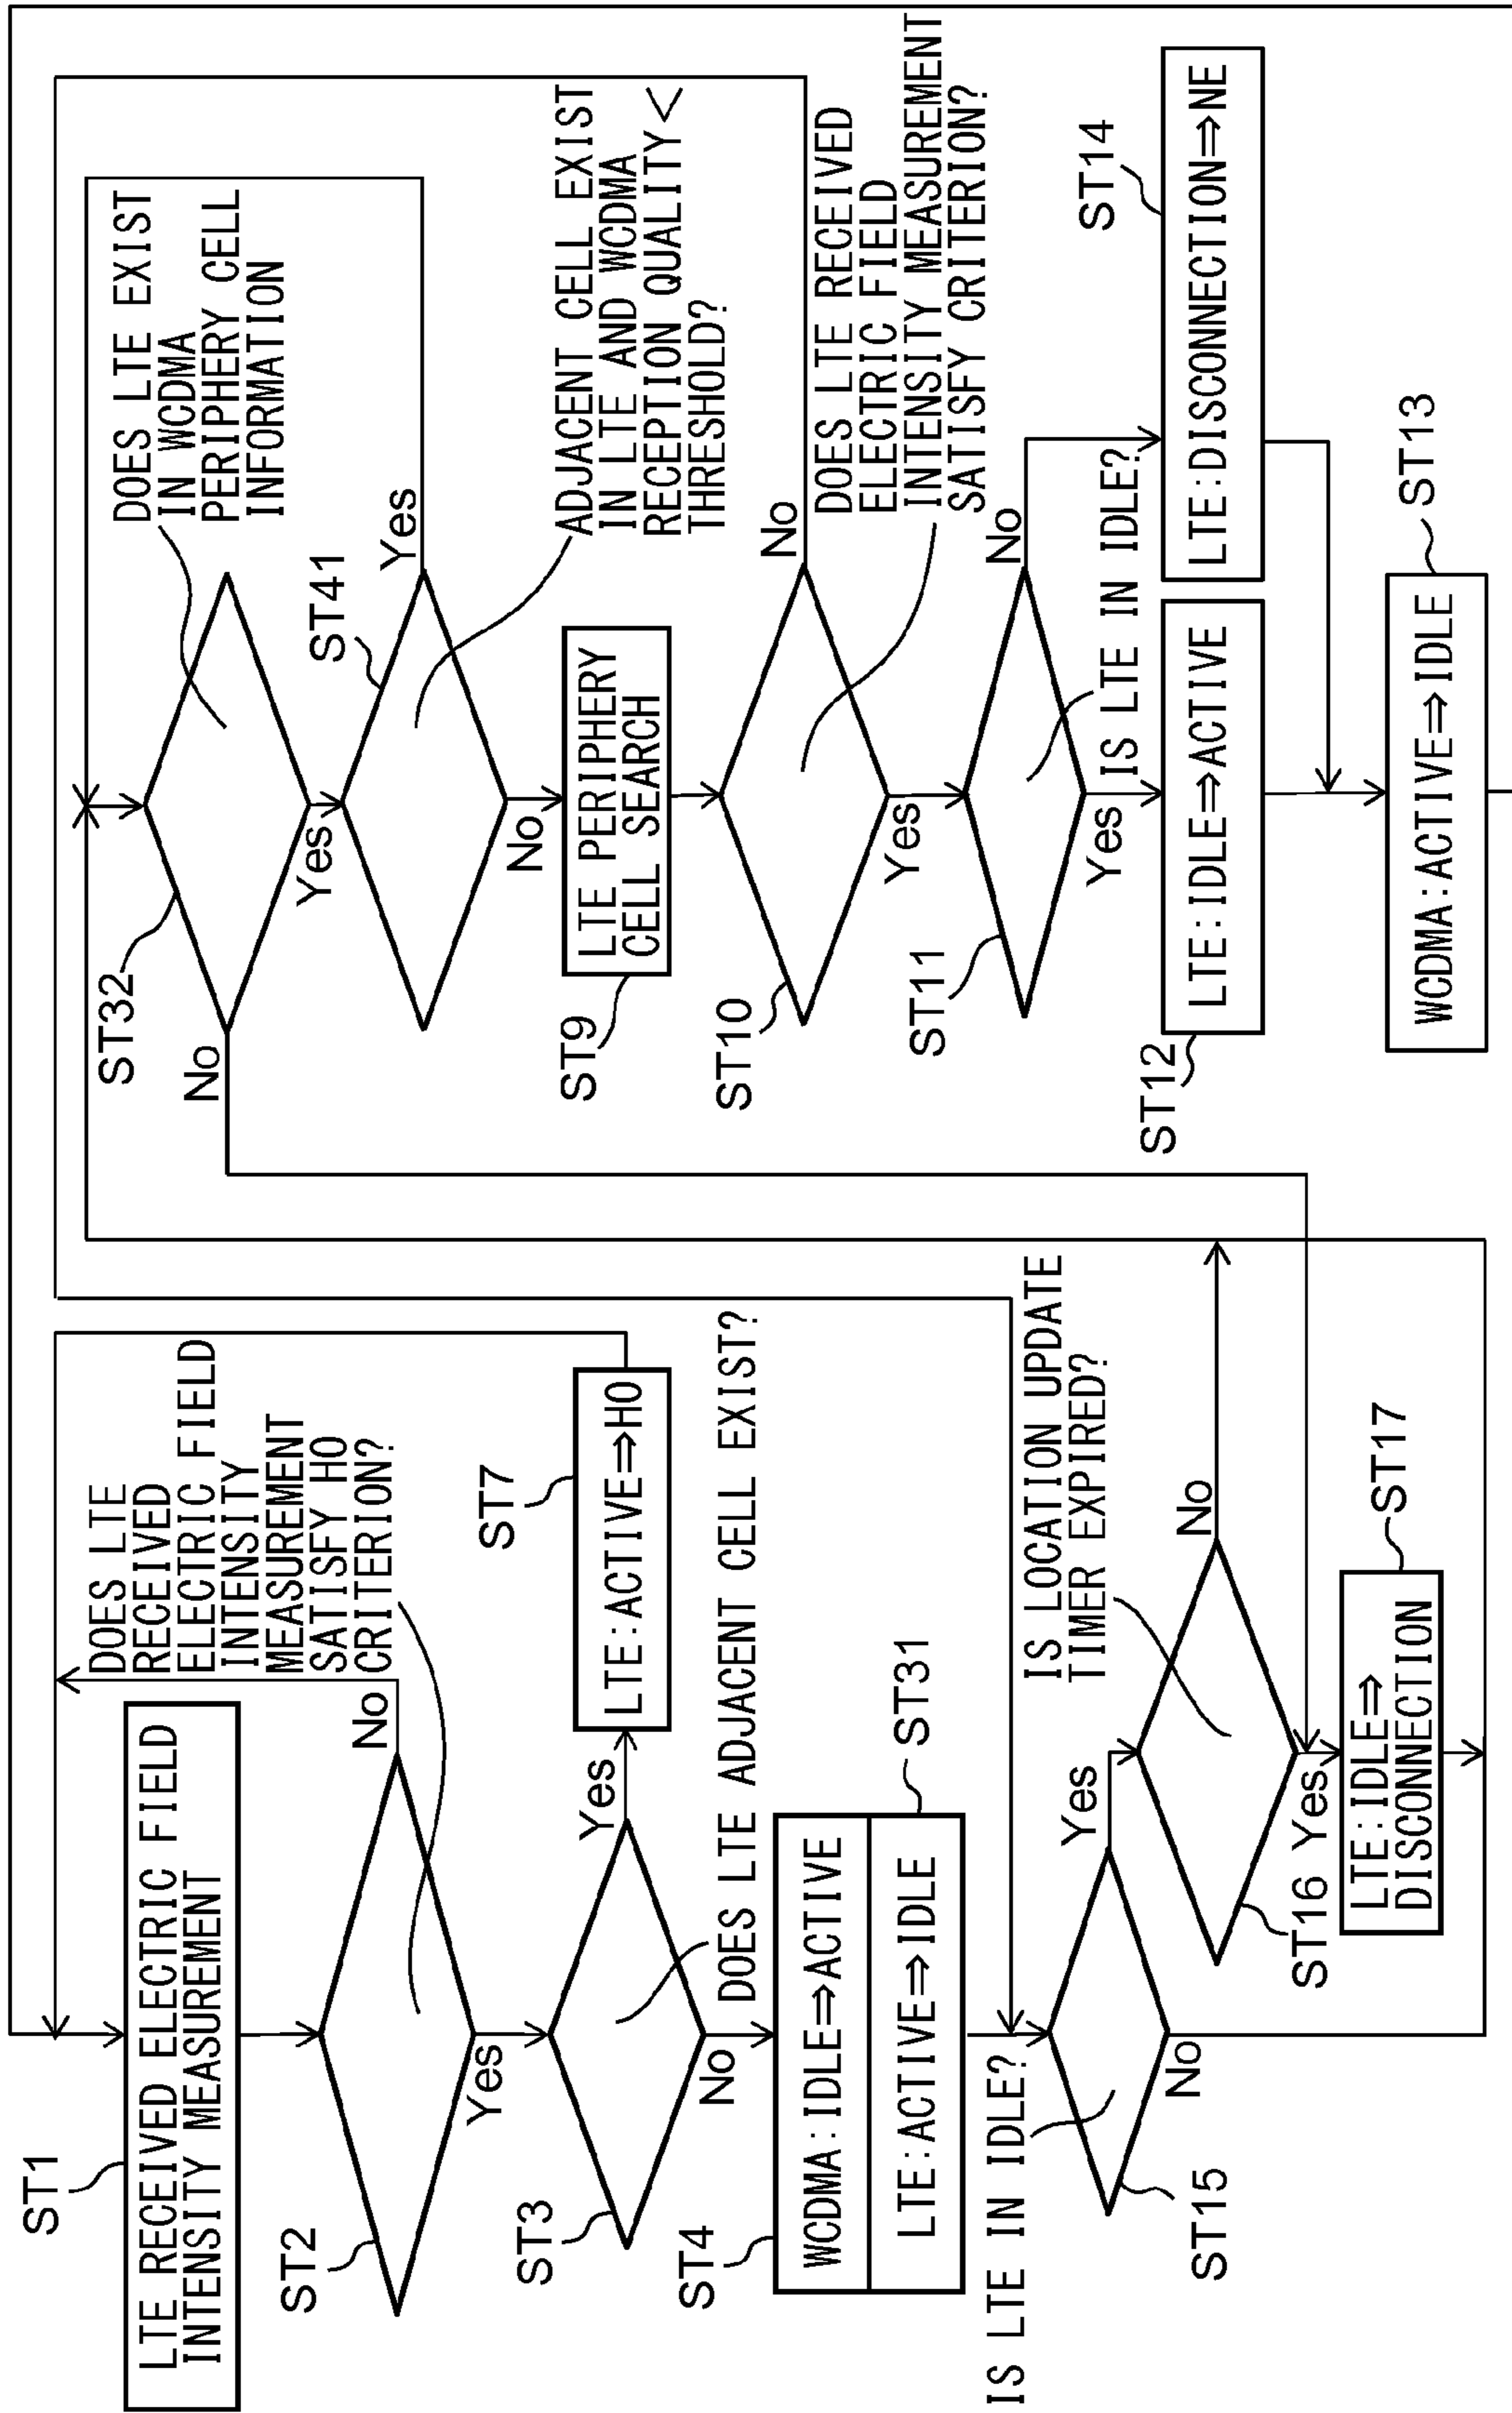 ST1
LTE RECEIVED ELECTRIC FIELD
INTENSITY MEASUREMENT
DOES LTE
RECEIVED
ELECTRIC FIELD
INTENSITY
MEASUREMENT
SATISFY HO
CRITERION?
ST2
No
Yes
ST3
Yes
ST7
LTE:ACTIVE⇒HO
No
DOES LTE ADJACENT CELL EXIST?
ST4
WCDMA:IDLE⇒ACTIVE
LTE:ACTIVE⇒IDLE
ST31
IS LTE IN IDLE?
ST15
Yes
No
IS LOCATION UPDATE
TIMER EXPIRED?
ST16
No
Yes
LTE:IDLE⇒
DISCONNECTION
ST17
DOES LTE EXIST
IN WCDMA
PERIPHERY CELL
INFORMATION
ST32
No
Yes
ST41
Yes
ADJACENT CELL EXIST
IN LTE AND WCDMA
RECEPTION QUALITY <
THRESHOLD?
No
ST9
LTE PERIPHERY
CELL SEARCH
ST10
No
DOES LTE RECEIVED
ELECTRIC FIELD
INTENSITY MEASUREMENT
SATISFY CRITERION?
Yes
ST11
No
IS LTE IN IDLE?
Yes
ST12
LTE:IDLE⇒ACTIVE
ST14
LTE:DISCONNECTION⇒NE
ST13
WCDMA:ACTIVE⇒IDLE